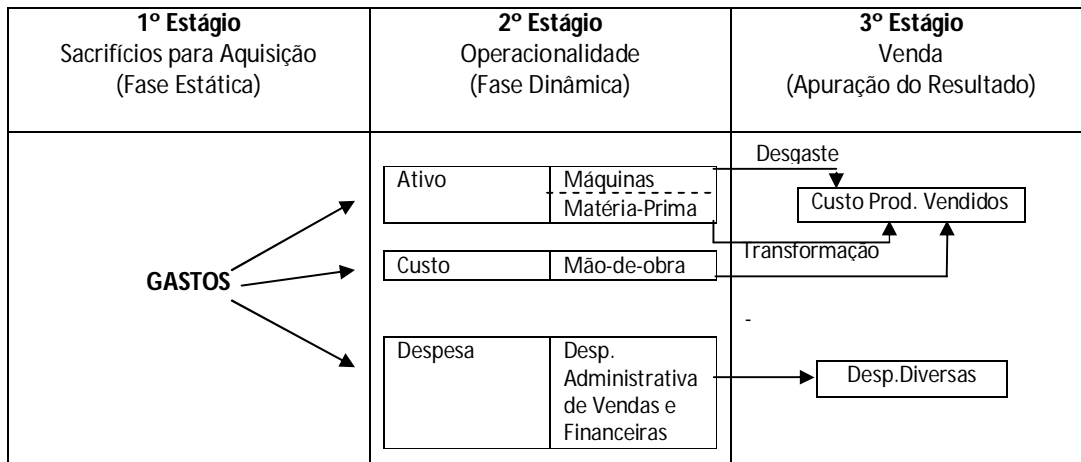 1º Estágio
Sacrifícios para Aquisição
(Fase Estática)
2º Estágio
Operacionalidade
(Fase Dinâmica)
3º Estágio
Venda
(Apuração do Resultado)
GASTOS
Ativo
Máquinas
Matéria-Prima
Custo
Mão-de-obra
Despesa
Desp.
Administrativa
de Vendas e
Financeiras
Desgaste
Custo Prod. Vendidos
Transformação
-
Desp.Diversas